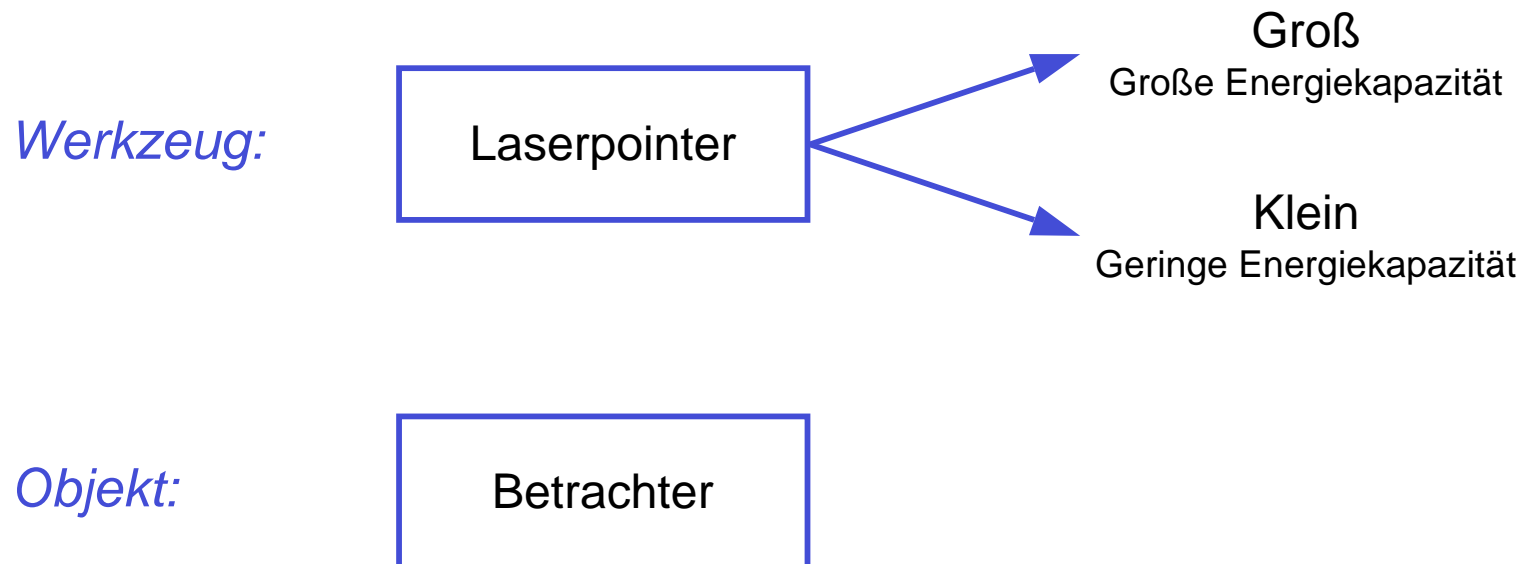 Werkzeug:
Laserpointer
Groß
Große Energiekapazität
Klein
Geringe Energiekapazität
Objekt:
Betrachter